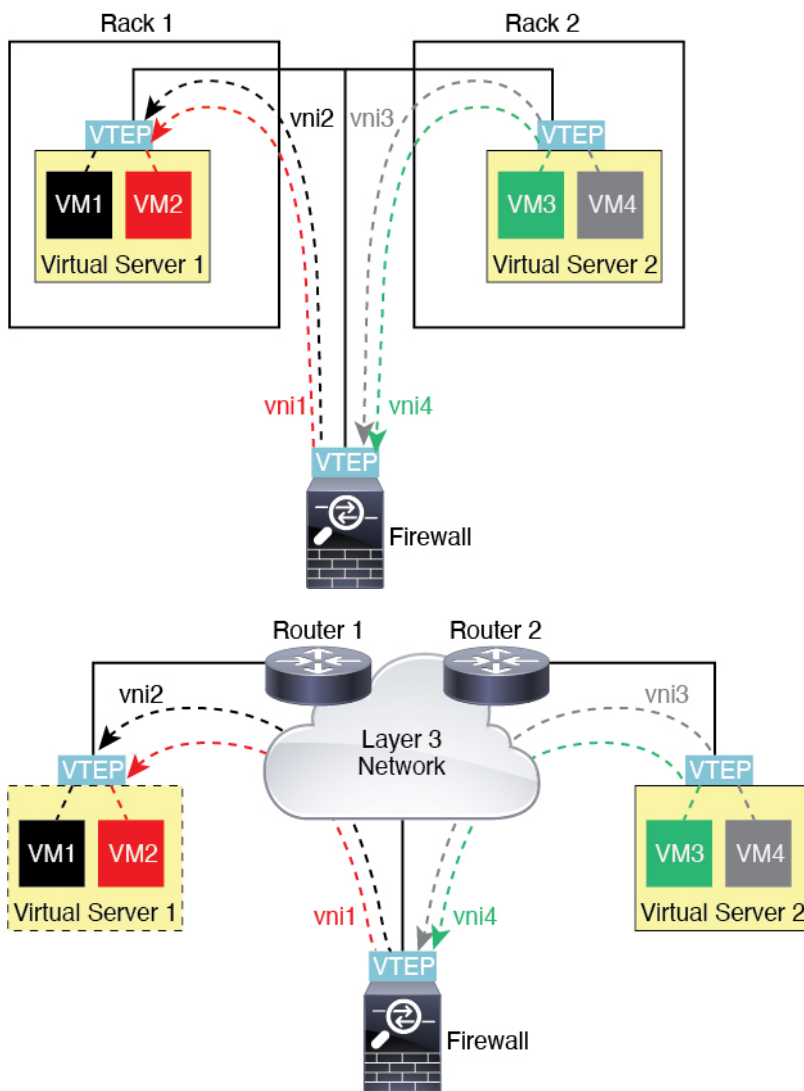 Rack 1
Rack 2
vni2
vni3
VTEP
VTEP
VM1
VM2
VM3
VM4
Virtual Server 1
Virtual Server 2
vni1
vni4
VTEP
Firewall
Router 1
Router 2
vni2
vni3
Layer 3
Network
VTEP
VTEP
VM1
VM2
VM3
VM4
Virtual Server 1
Virtual Server 2
vni1
vni4
VTEP
Firewall